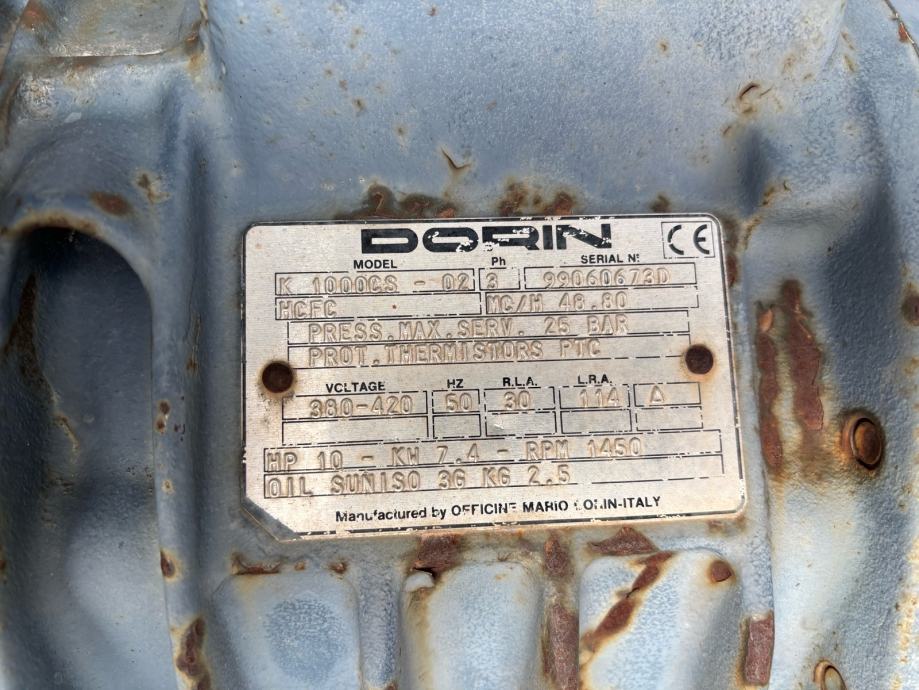 DORIN CE
MODEL Ph SERIAL Nº
K 1000CS - 02 3 99060673D
HCFC MC/H 48.80
PRESS.MAX.SERV. 25 BAR
PROT.THERMISTORS PTC
VOLTAGE HZ R.L.A. L.R.A.
380-420 50 30 114 Δ
HP 10 - KW 7.4 - RPM 1450
OIL SUNISO 3G KG 2.5
Manufactured by OFFICINE MARIO DORIN-ITALY